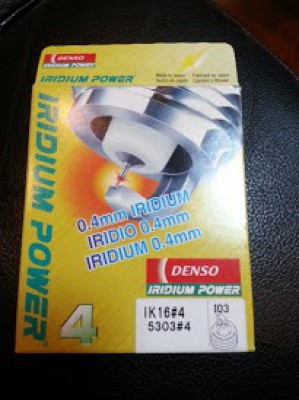 DENSO
IRIDIUM POWER
Made in Japan
IRIDIUM POWER
4
0.4mm IRIDIUM
IRIDIO 0.4mm
IRIDIUM 0.4mm
DENSO
IRIDIUM POWER
IK16#4
5303#4
I03